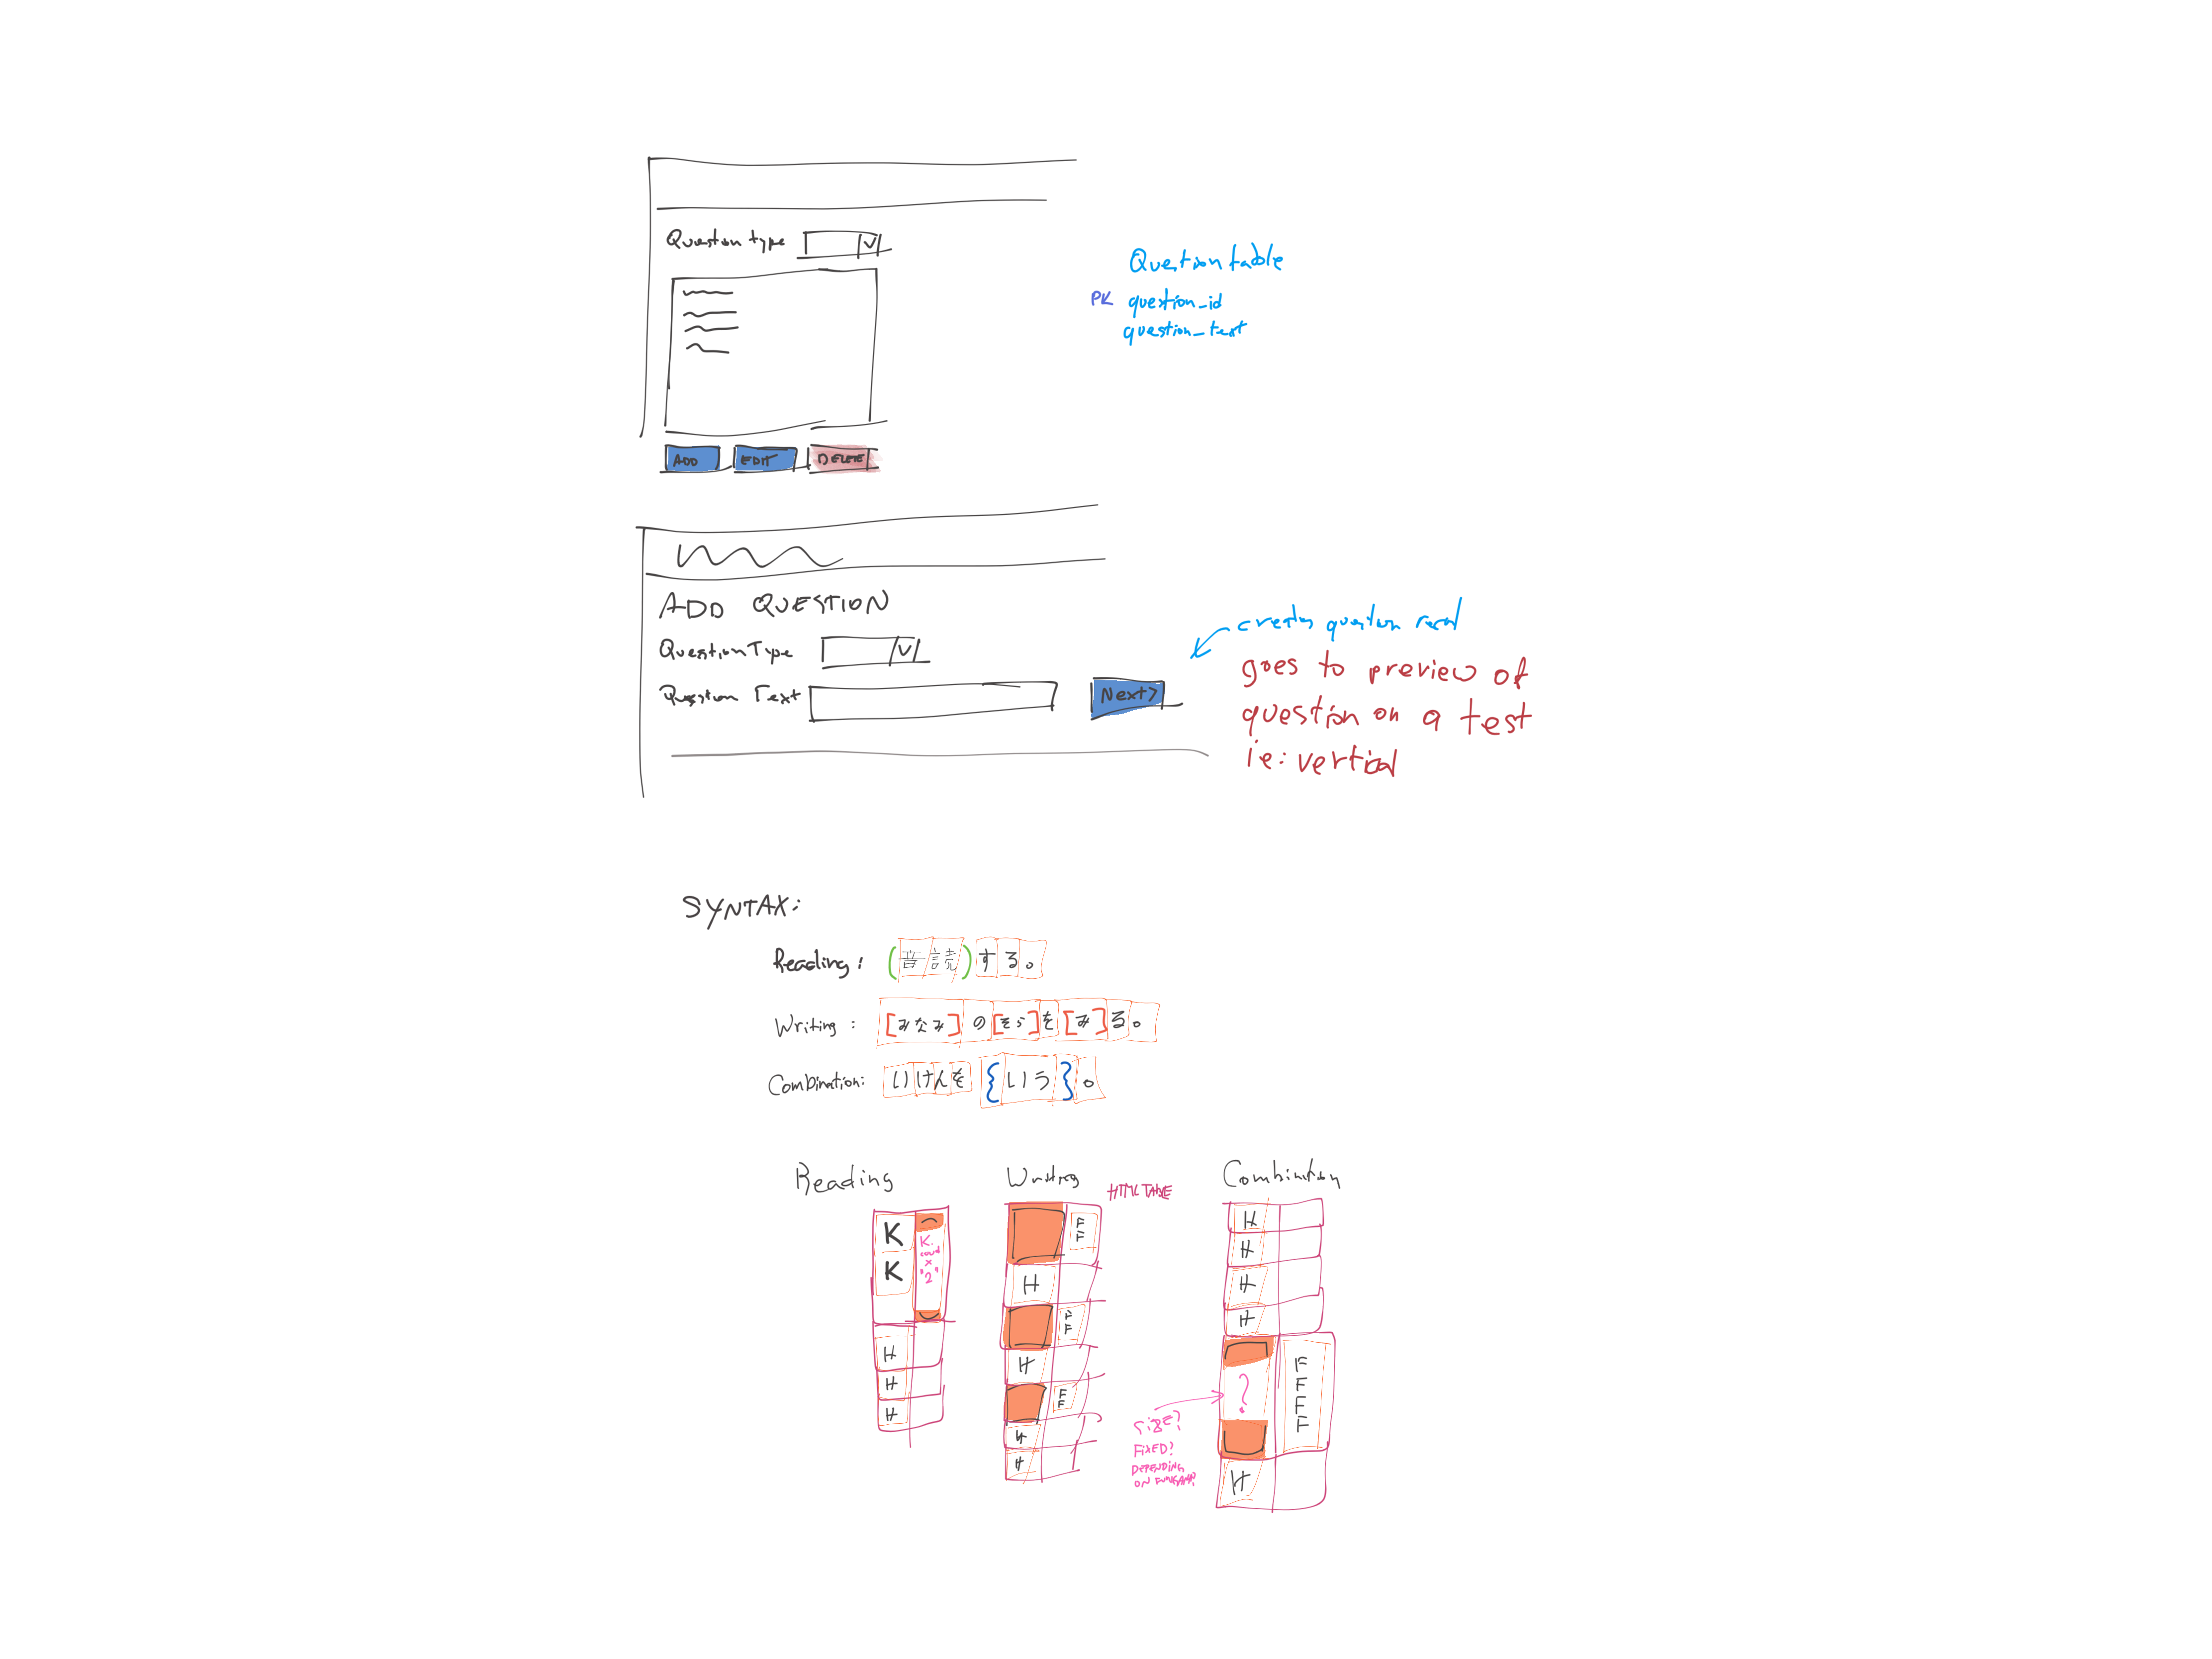 Question type
ADD EDIT DELETE
Question table
PK question_id
question_text
ADD QUESTION
Question Type
Question Text
Next>
creates question
goes to preview of
question on a test
ie: vertical
SYNTAX:
Reading: (音読)する。
Writing: [みなみ]の[そら]を[み]る。
Combination: いけんを{いう}。
Reading
K
K
K.
x
"2"
H
H
H
Writing
HTML TABLE
F
F
H
F
F
H
F
F
H
H
Combination
H
H
H
H
?
F
F
F
F
H
SIZE?
FIXED?
DEPENDING
ON